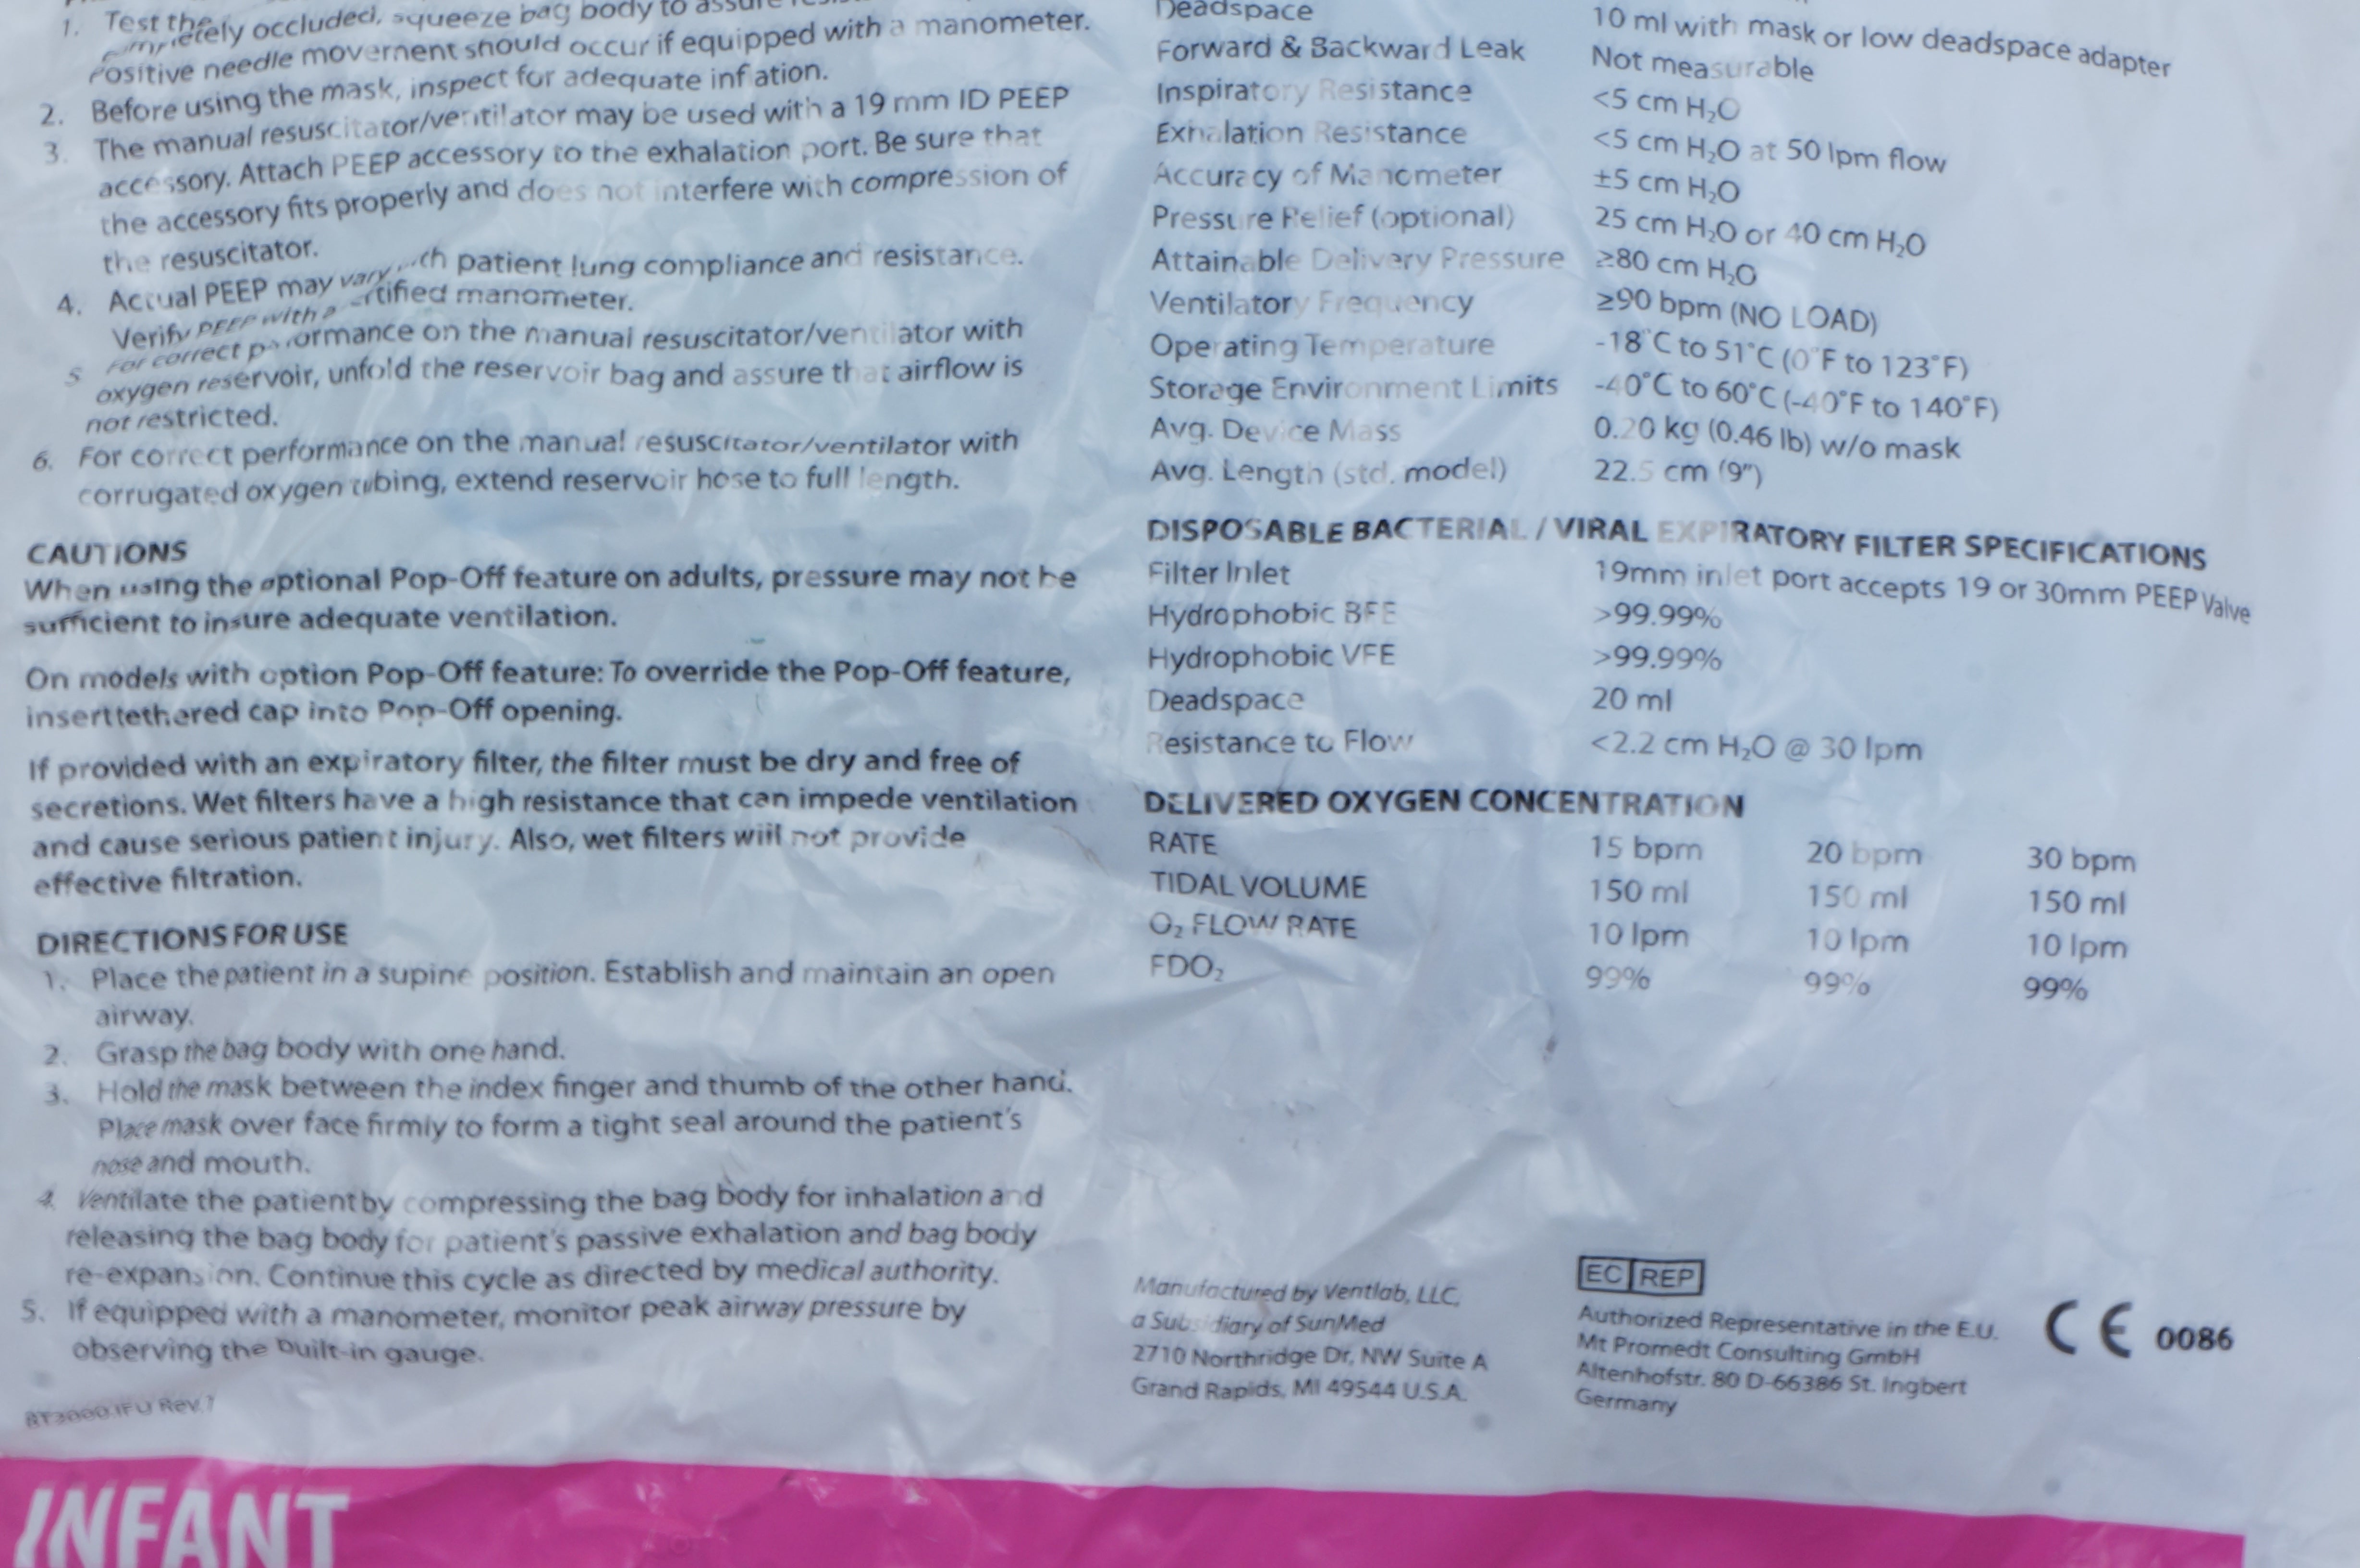 1. Test the
completely occluded, squeeze bag body to assure
Positive needle movement should occur if equipped with a manometer.
2. Before using the mask, inspect for adequate inflation.
3. The manual resuscitator/ventilator may be used with a 19 mm ID PEEP
accessory. Attach PEEP accessory to the exhalation port. Be sure that
the accessory fits properly and does not interfere with compression of
the resuscitator.
4. Actual PEEP may vary with patient lung compliance and resistance.
Verify PEEP with a certified manometer.
5. For correct performance on the manual resuscitator/ventilator with
oxygen reservoir, unfold the reservoir bag and assure that airflow is
not restricted.
6. For correct performance on the manual resuscitator/ventilator with
corrugated oxygen tubing, extend reservoir hose to full length.
CAUTIONS
When using the optional Pop-Off feature on adults, pressure may not be
sufficient to insure adequate ventilation.
On models with option Pop-Off feature: To override the Pop-Off feature,
insert tethered cap into Pop-Off opening.
If provided with an expiratory filter, the filter must be dry and free of
secretions. Wet filters have a high resistance that can impede ventilation
and cause serious patient injury. Also, wet filters will not provide
effective filtration.
DIRECTIONS FOR USE
1. Place the patient in a supine position. Establish and maintain an open
airway.
2. Grasp the bag body with one hand.
3. Hold the mask between the index finger and thumb of the other hand.
Place mask over face firmly to form a tight seal around the patient's
nose and mouth.
4. Ventilate the patient by compressing the bag body for inhalation and
releasing the bag body for patient's passive exhalation and bag body
re-expansion. Continue this cycle as directed by medical authority.
5. If equipped with a manometer, monitor peak airway pressure by
observing the built-in gauge.
Rev.
Deadspace 10 ml with mask or low deadspace adapter
Forward & Backward Leak Not measurable
Inspiratory Resistance <5 cm H₂O
Exhalation Resistance <5 cm H₂O at 50 lpm flow
Accuracy of Manometer ±5 cm H₂O
Pressure Relief (optional) 25 cm H₂O or 40 cm H₂O
Attainable Delivery Pressure ≥80 cm H₂O
Ventilatory Frequency ≥90 bpm (NO LOAD)
Operating Temperature -18°C to 51°C (0°F to 123°F)
Storage Environment Limits -40°C to 60°C (-40°F to 140°F)
Avg. Device Mass 0.20 kg (0.46 lb) w/o mask
Avg. Length (std. model) 22.5 cm (9")
DISPOSABLE BACTERIAL / VIRAL EXPIRATORY FILTER SPECIFICATIONS
Filter Inlet 19mm inlet port accepts 19 or 30mm PEEP Valve
Hydrophobic BFE >99.99%
Hydrophobic VFE >99.99%
Deadspace 20 ml
Resistance to Flow <2.2 cm H₂O @ 30 lpm
DELIVERED OXYGEN CONCENTRATION
RATE 15 bpm 20 bpm 30 bpm
TIDAL VOLUME 150 ml 150 ml 150 ml
O₂ FLOW RATE 10 lpm 10 lpm 10 lpm
FDO₂ 99% 99% 99%
Manufactured by Ventlab, LLC,
a Subsidiary of SunMed
2710 Northridge Dr, NW Suite A
Grand Rapids, MI 49544 U.S.A.
EC REP
Authorized Representative in the E.U.
Mt Promedt Consulting GmbH
Altenhofstr. 80 D-66386 St. Ingbert
Germany
CE 0086
INFANT